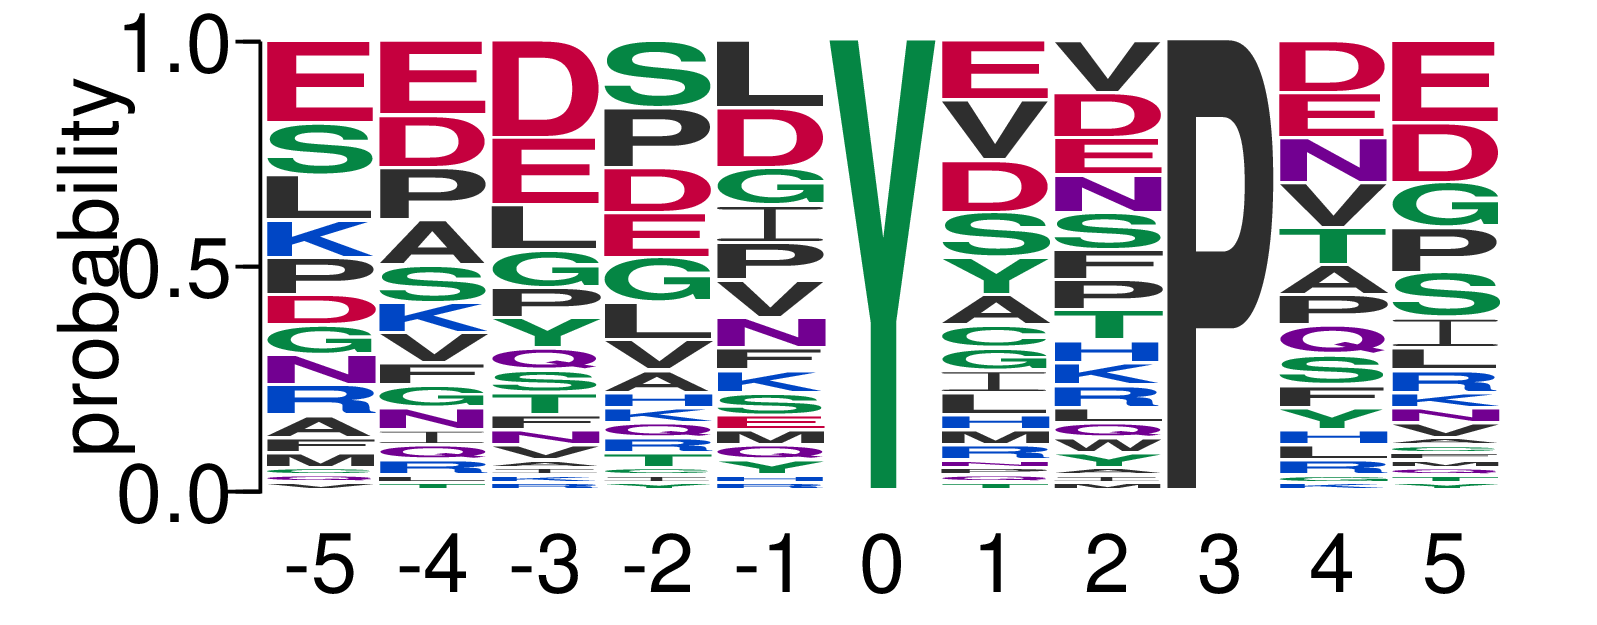 probability
1.0
0.5
0.0
E S L K P D G N R A F M
E D P A S K V F G N I Q R
D E L G P Y Q S T F N V A
S P D E G L V A H K Q R T
L D G I P V N F K S E M Q Y H R
Y
E V D S Y A C G I L H M R
V D E N S F P T H K R L Q W Y A M
P
D E N V T A P Q S F Y H L R K
E D G P S I L R K N V A
-5 -4 -3 -2 -1 0 1 2 3 4 5